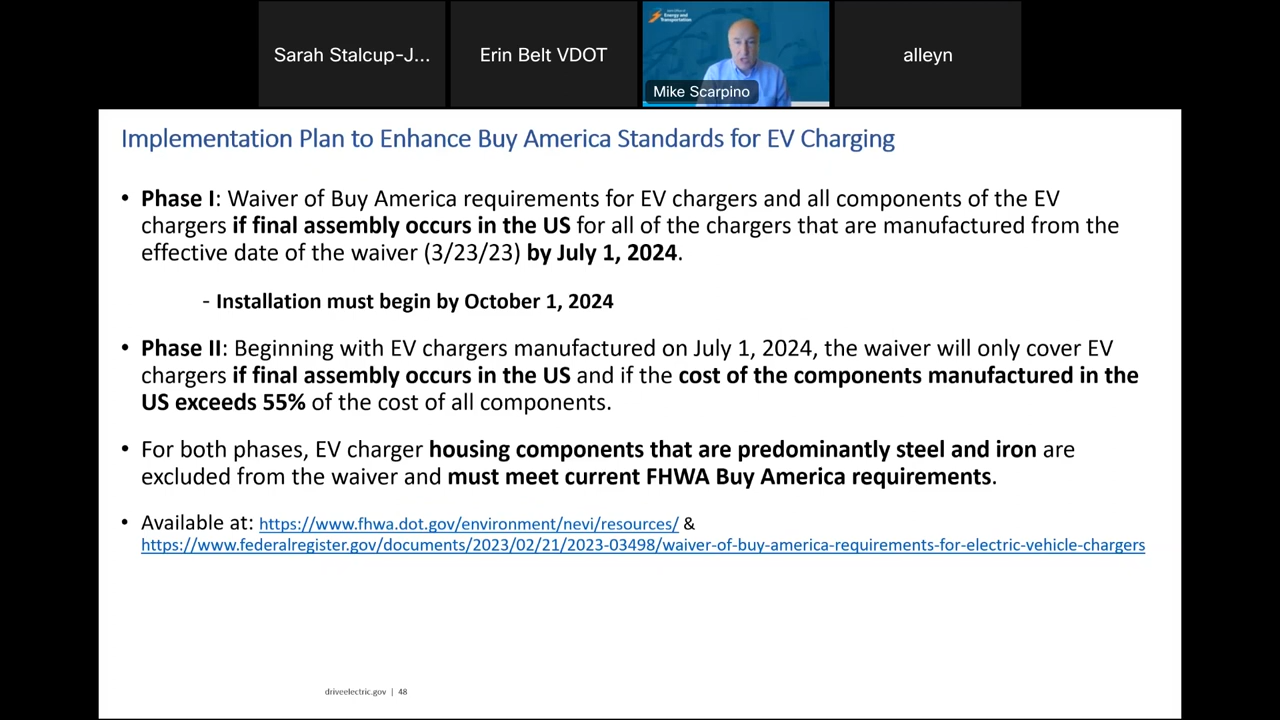 Sarah Stalcup-J...
Erin Belt VDOT
Energy and
Transportation
Mike Scarpino
alleyn
Implementation Plan to Enhance Buy America Standards for EV Charging
• Phase I: Waiver of Buy America requirements for EV chargers and all components of the EV
chargers if final assembly occurs in the US for all of the chargers that are manufactured from the
effective date of the waiver (3/23/23) by July 1, 2024.
- Installation must begin by October 1, 2024
• Phase II: Beginning with EV chargers manufactured on July 1, 2024, the waiver will only cover EV
chargers if final assembly occurs in the US and if the cost of the components manufactured in the
US exceeds 55% of the cost of all components.
• For both phases, EV charger housing components that are predominantly steel and iron are
excluded from the waiver and must meet current FHWA Buy America requirements.
• Available at: https://www.fhwa.dot.gov/environment/nevi/resources/ &
https://www.federalregister.gov/documents/2023/02/21/2023-03498/waiver-of-buy-america-requirements-for-electric-vehicle-chargers
driveelectric.gov | 48